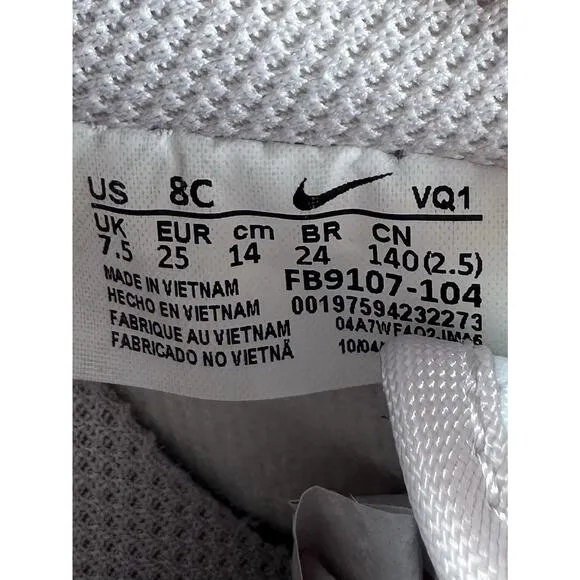 US 8C VQ1
UK EUR cm BR CN
7.5 25 14 24 140 (2.5)
MADE IN VIETNAM
HECHO EN VIETNAM
FABRIQUE AU VIETNAM
FABRICADO NO VIETNÃ
FB9107-104
00197594232273